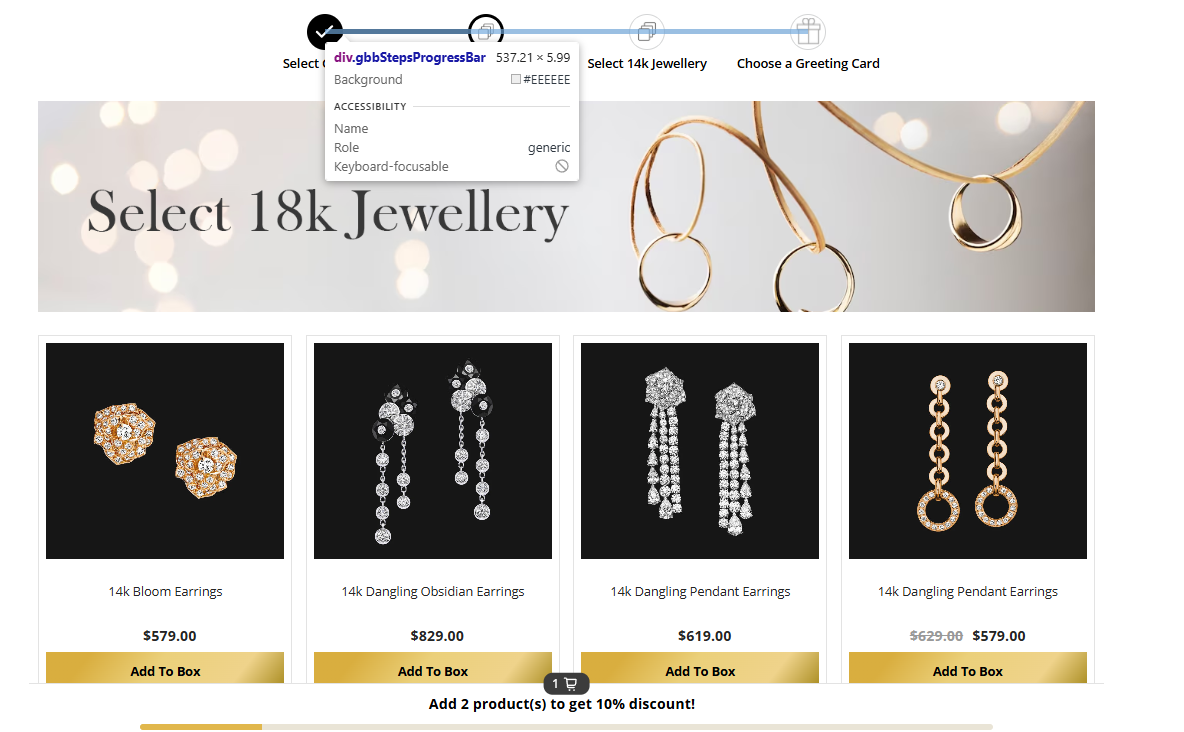 Select
Select 14k Jewellery
Choose a Greeting Card
div.gbbStepsProgressBar 537.21 × 5.99
Background #EEEEEE
ACCESSIBILITY
Name
Role generic
Keyboard-focusable
Select 18k Jewellery
14k Bloom Earrings
14k Dangling Obsidian Earrings
14k Dangling Pendant Earrings
14k Dangling Pendant Earrings
$579.00
$829.00
$619.00
$629.00 $579.00
Add To Box
Add To Box
Add To Box
Add To Box
1
Add 2 product(s) to get 10% discount!